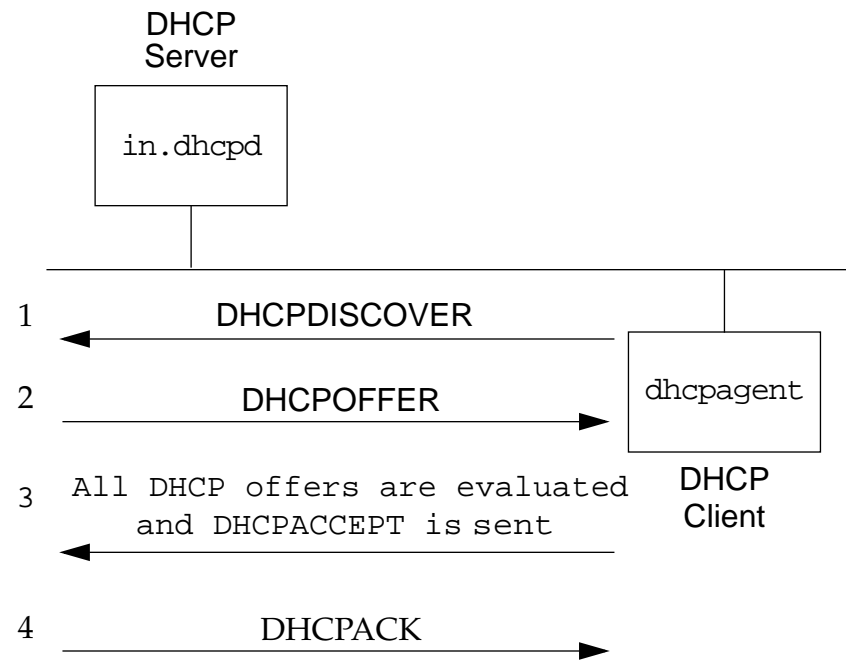 DHCP
Server
in.dhcpd
1 DHCPDISCOVER
2 DHCPOFFER
dhcpagent
DHCP
Client
3 All DHCP offers are evaluated
and DHCPACCEPT is sent
4 DHCPACK